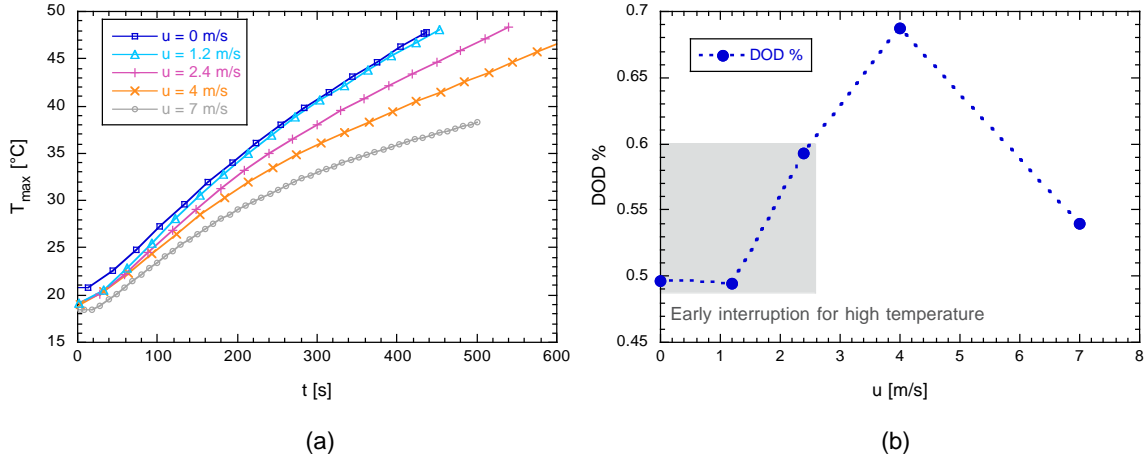 50
45
40
35
30
25
20
15
T_max [°C]
u = 0 m/s
u = 1.2 m/s
u = 2.4 m/s
u = 4 m/s
u = 7 m/s
0 100 200 300 400 500 600
t [s]
(a)
0.7
0.65
0.6
0.55
0.5
0.45
DOD %
DOD %
Early interruption for high temperature
0 1 2 3 4 5 6 7 8
u [m/s]
(b)